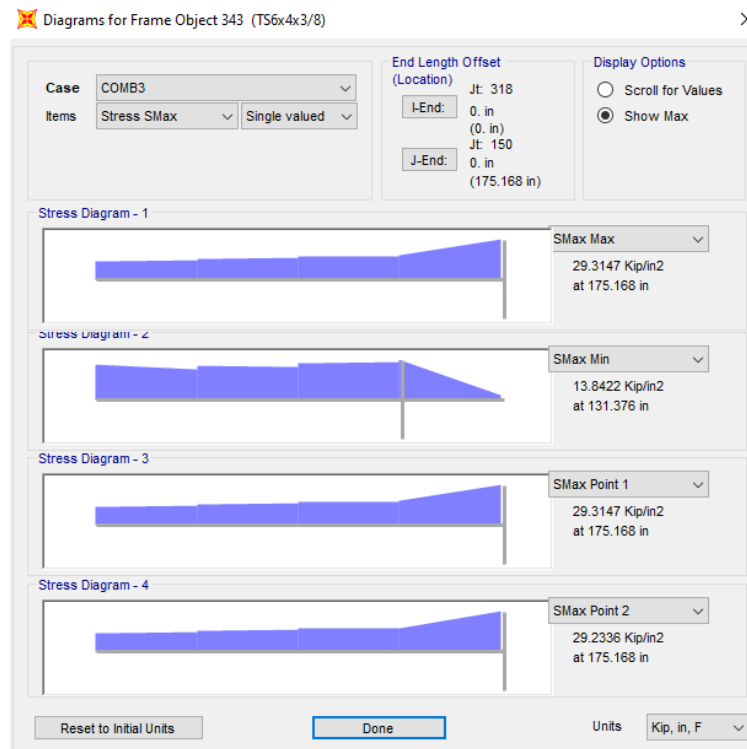 Diagrams for Frame Object 343 (TS6x4x3/8)
Case COMB3
Items Stress SMax Single valued
End Length Offset
(Location)
Jt: 318
I-End: 0. in
(0. in)
Jt: 150
J-End: 0. in
(175.168 in)
Display Options
Scroll for Values
Show Max
Stress Diagram - 1
SMax Max
29.3147 Kip/in2
at 175.168 in
Stress Diagram - 2
SMax Min
13.8422 Kip/in2
at 131.376 in
Stress Diagram - 3
SMax Point 1
29.3147 Kip/in2
at 175.168 in
Stress Diagram - 4
SMax Point 2
29.2336 Kip/in2
at 175.168 in
Reset to Initial Units Done Units Kip, in, F